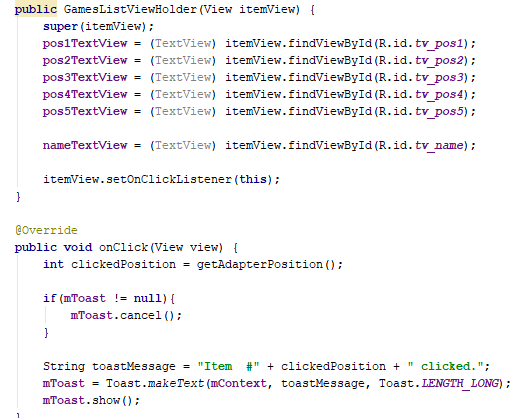 public GamesListViewHolder(View itemView) {
super(itemView);
pos1TextView = (TextView) itemView.findViewById(R.id.tv_pos1);
pos2TextView = (TextView) itemView.findViewById(R.id.tv_pos2);
pos3TextView = (TextView) itemView.findViewById(R.id.tv_pos3);
pos4TextView = (TextView) itemView.findViewById(R.id.tv_pos4);
pos5TextView = (TextView) itemView.findViewById(R.id.tv_pos5);
nameTextView = (TextView) itemView.findViewById(R.id.tv_name);
itemView.setOnClickListener(this);
}
@Override
public void onClick(View view) {
int clickedPosition = getAdapterPosition();
if(mToast != null){
mToast.cancel();
}
String toastMessage = "Item  #" + clickedPosition + " clicked.";
mToast = Toast.makeText(mContext, toastMessage, Toast.LENGTH_LONG);
mToast.show();
}